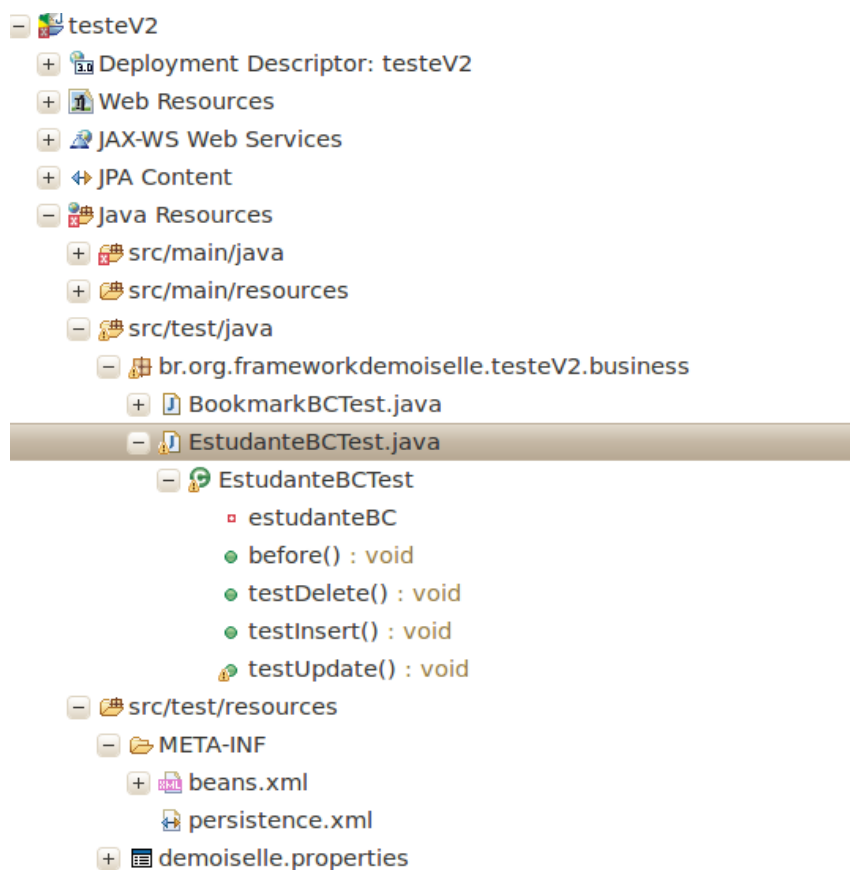 testeV2
Deployment Descriptor: testeV2
Web Resources
JAX-WS Web Services
JPA Content
Java Resources
src/main/java
src/main/resources
src/test/java
br.org.frameworkdemoiselle.testeV2.business
BookmarkBCTest.java
EstudanteBCTest.java
EstudanteBCTest
estudanteBC
before() : void
testDelete() : void
testInsert() : void
testUpdate() : void
src/test/resources
META-INF
beans.xml
persistence.xml
demoiselle.properties